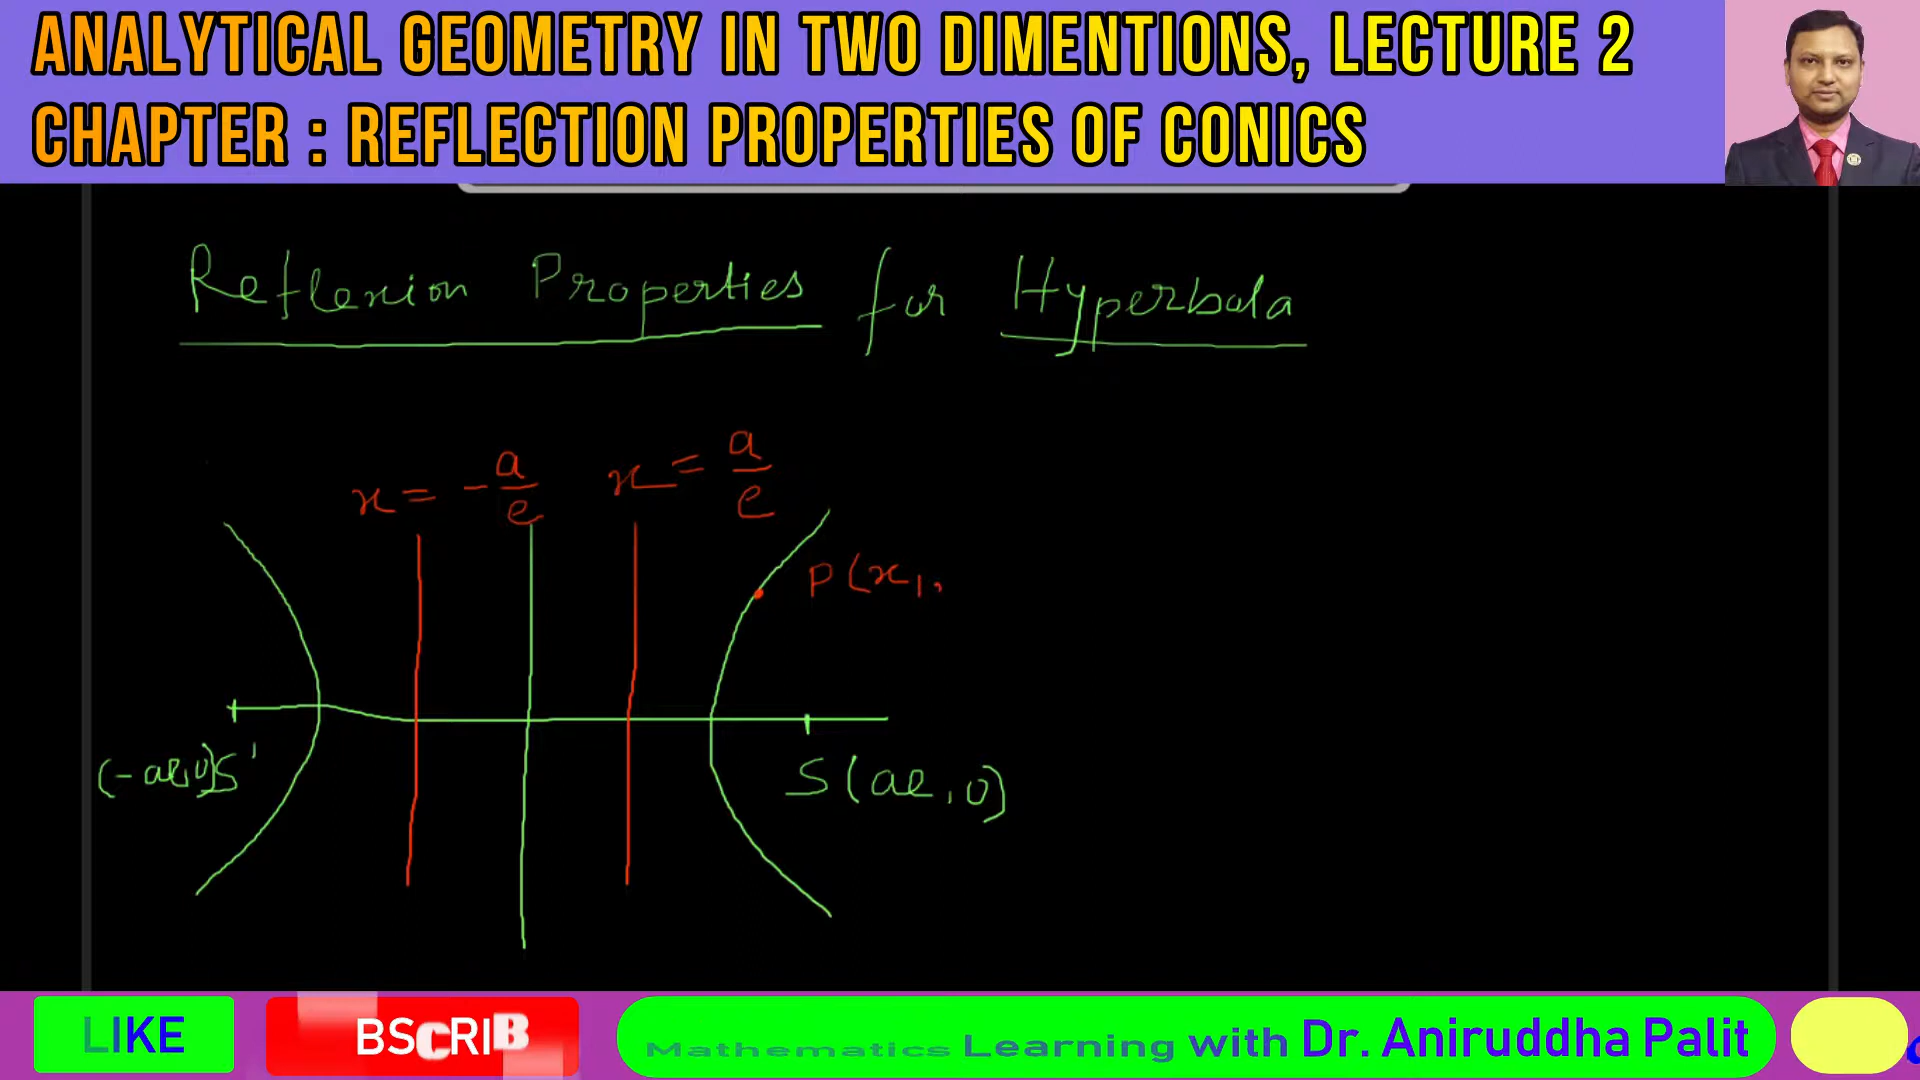 ANALYTICAL GEOMETRY IN TWO DIMENTIONS, LECTURE 2
CHAPTER : REFLECTION PROPERTIES OF CONICS
Reflexion Properties for Hyperbola
x = -a/e
x = a/e
P(x₁,
(-ae,0)S'
S(ae,0)
LIKE
BSCRIB
Mathematics Learning with Dr. Aniruddha Palit